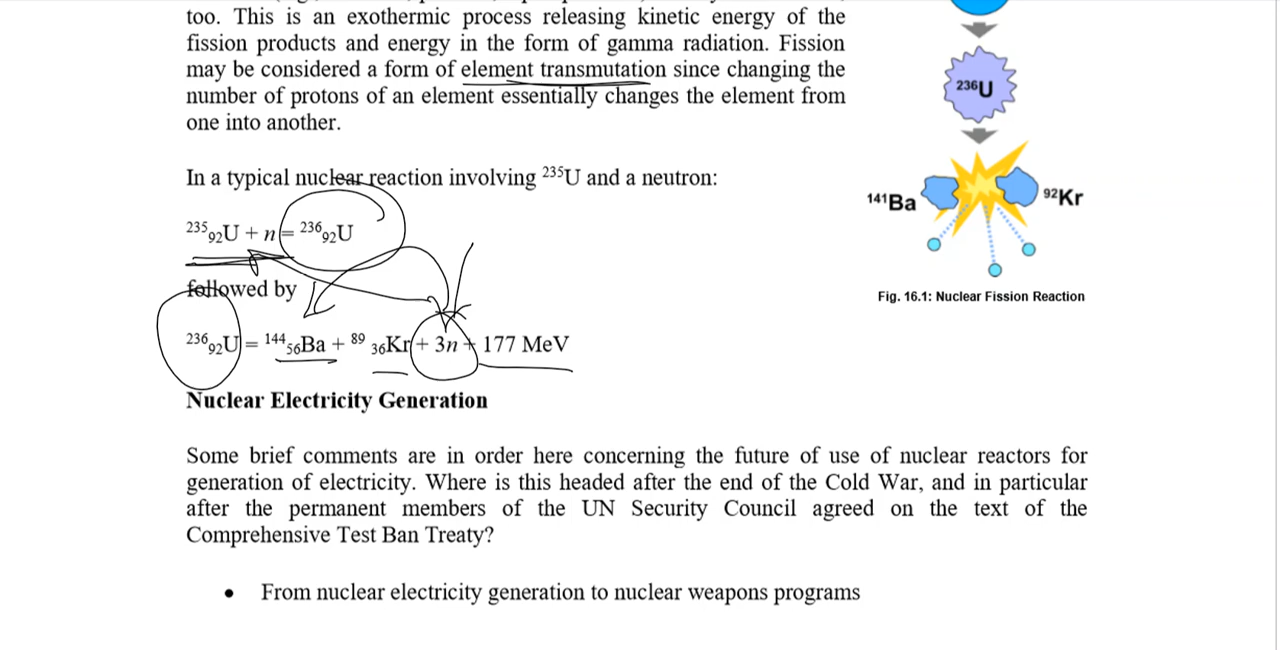 too. This is an exothermic process releasing kinetic energy of the
fission products and energy in the form of gamma radiation. Fission
may be considered a form of element transmutation since changing the
number of protons of an element essentially changes the element from
one into another.
In a typical nuclear reaction involving ²³⁵U and a neutron:
²³⁵₉₂U + n = ²³⁶₉₂U
followed by
²³⁶₉₂U = ¹⁴⁴₅₆Ba + ⁸⁹ ₃₆Kr + 3n + 177 MeV
²³⁶U
¹⁴¹Ba
⁹²Kr
Fig. 16.1: Nuclear Fission Reaction
Nuclear Electricity Generation
Some brief comments are in order here concerning the future of use of nuclear reactors for
generation of electricity. Where is this headed after the end of the Cold War, and in particular
after the permanent members of the UN Security Council agreed on the text of the
Comprehensive Test Ban Treaty?
• From nuclear electricity generation to nuclear weapons programs